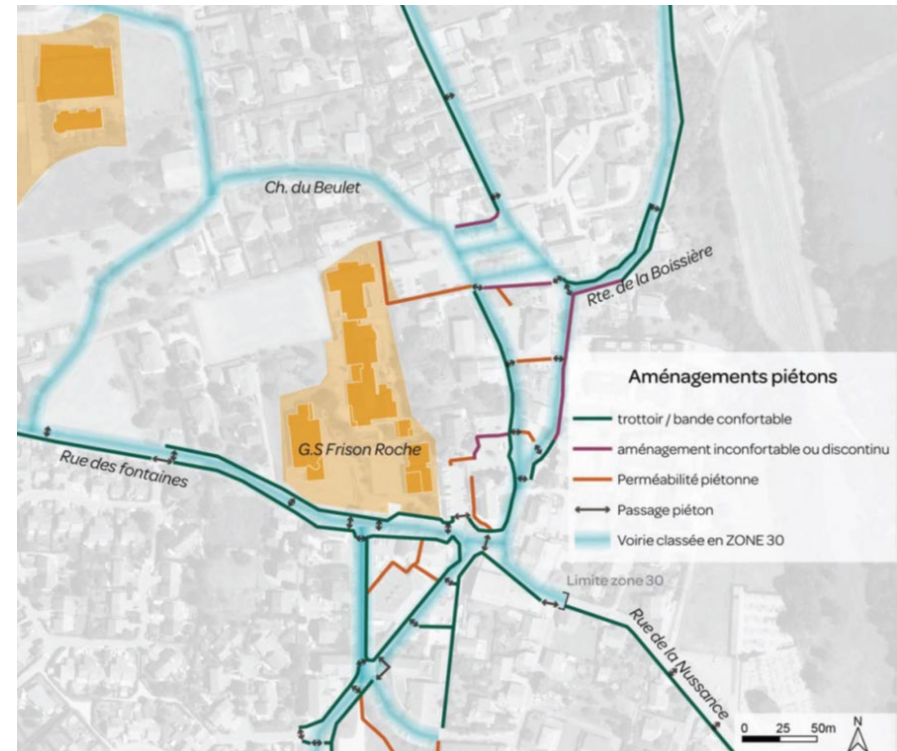 Ch. du Beulet
Rte. de la Boissière
Aménagements piétons
trottoir / bande confortable
aménagement inconfortable ou discontinu
G.S Frison Roche
Rue des fontaines
Perméabilité piétonne
Passage piéton
Voirie classée en ZONE 30
Limite zone 30
Rue de la Nussance
0 25 50m
N